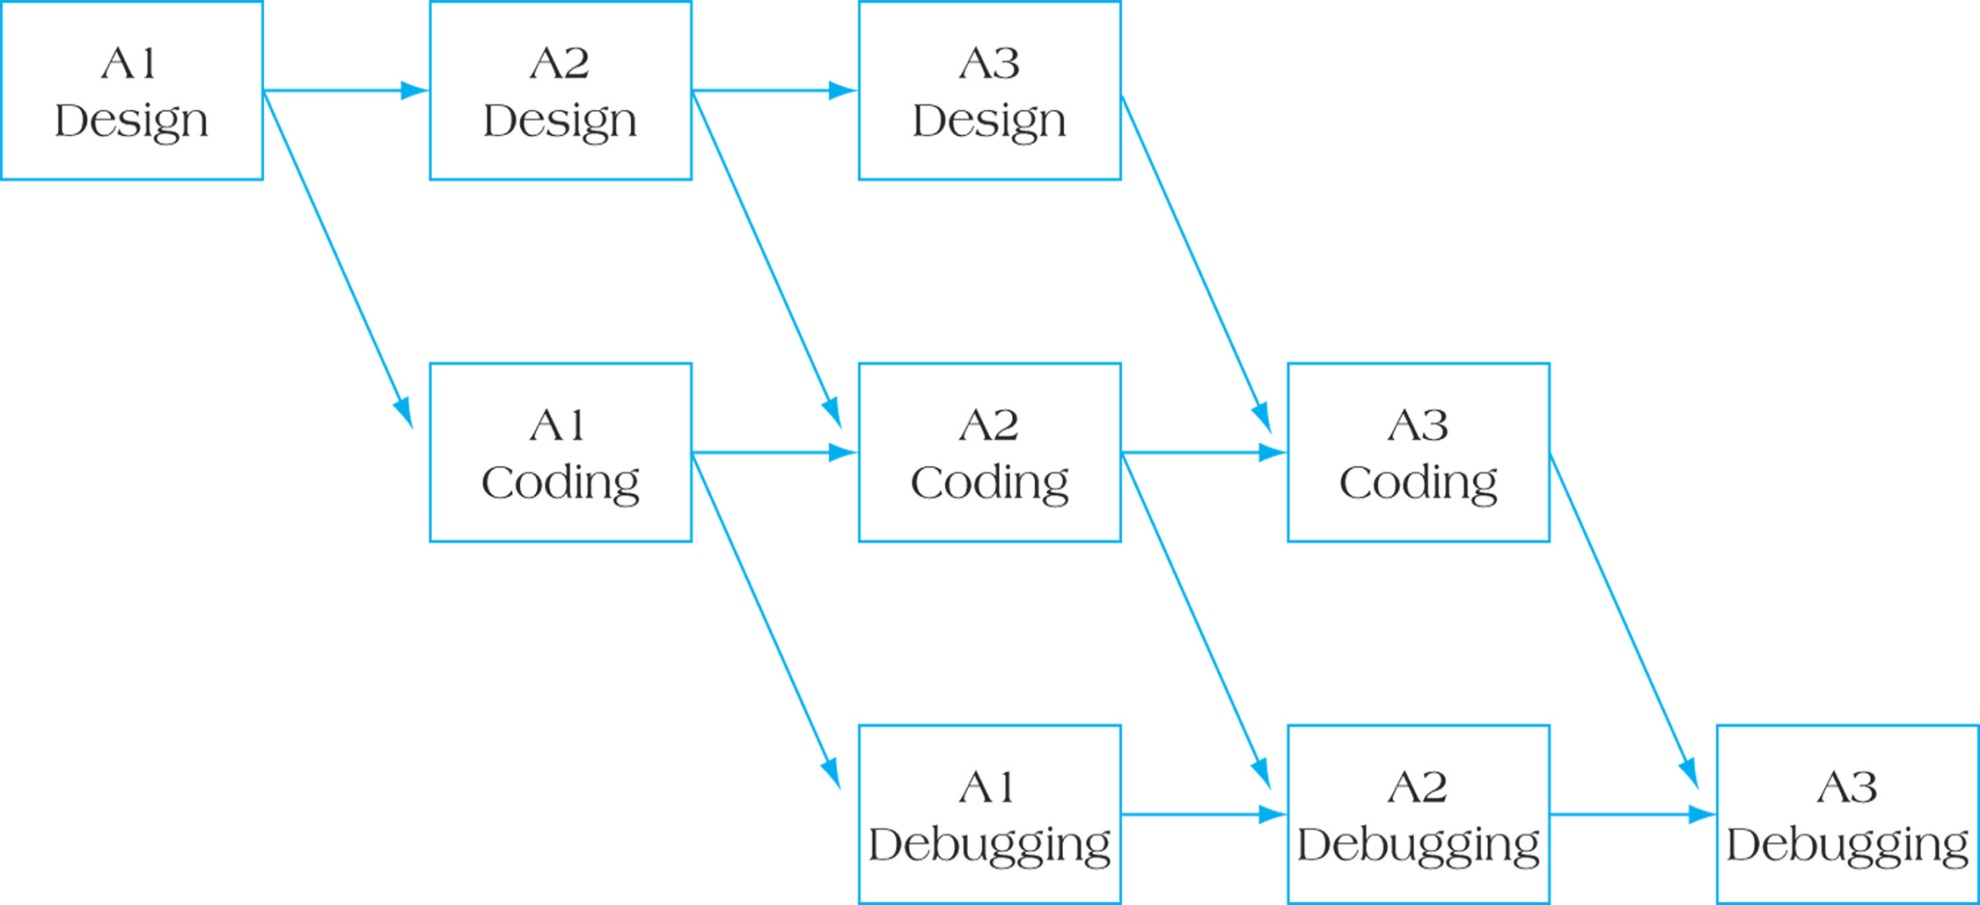 A1
Design
A2
Design
A3
Design
A1
Coding
A2
Coding
A3
Coding
A1
Debugging
A2
Debugging
A3
Debugging